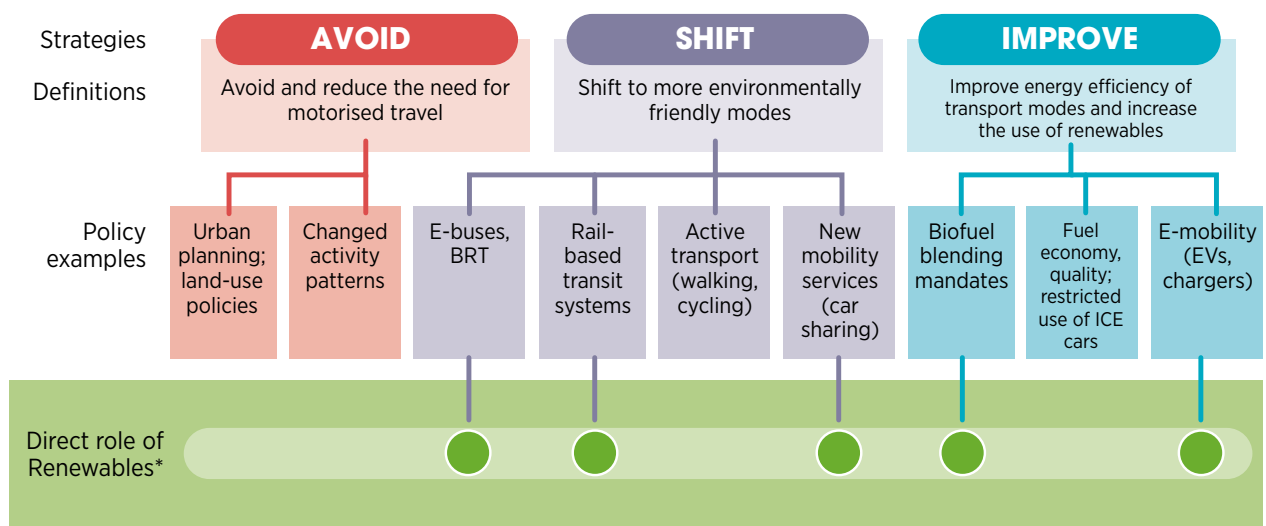 Strategies
AVOID
SHIFT
IMPROVE
Definitions
Avoid and reduce the need for
motorised travel
Shift to more environmentally
friendly modes
Improve energy efficiency of
transport modes and increase
the use of renewables
Policy
examples
Urban
planning;
land-use
policies
Changed
activity
patterns
E-buses,
BRT
Rail-
based
transit
systems
Active
transport
(walking,
cycling)
New
mobility
services
(car
sharing)
Biofuel
blending
mandates
Fuel
economy,
quality;
restricted
use of ICE
cars
E-mobility
(EVs,
chargers)
Direct role of
Renewables*